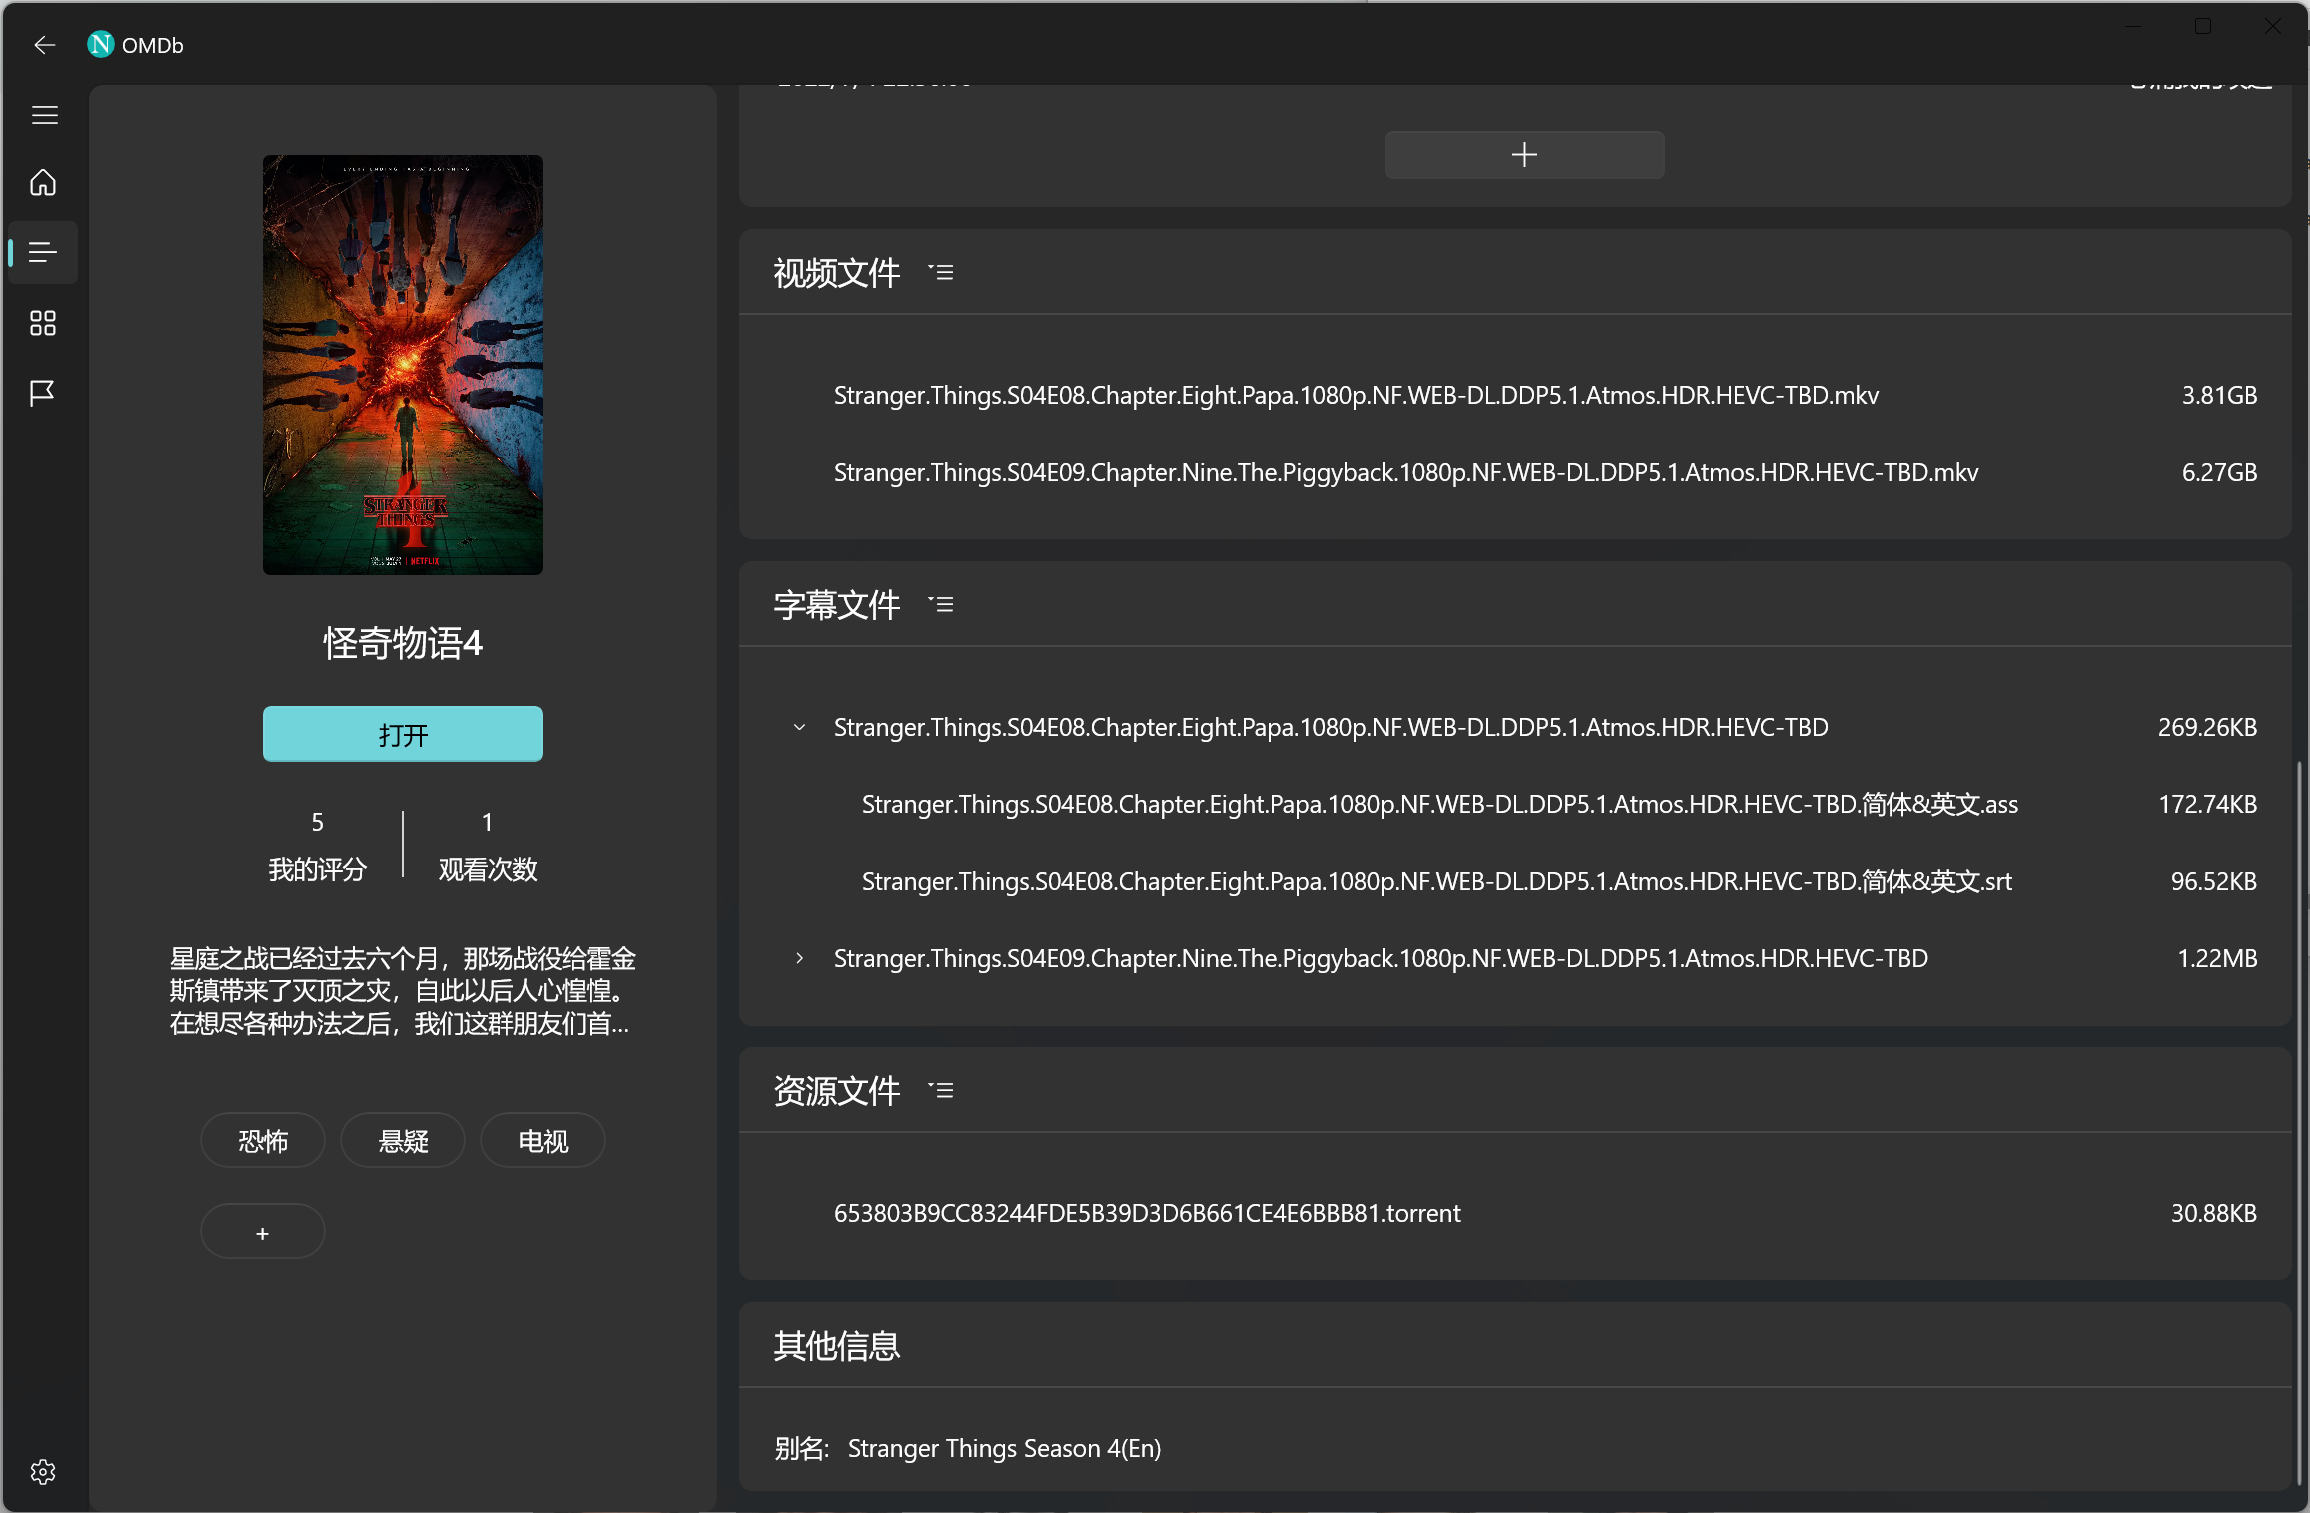 OMDb
STRANGER
THINGS
4
NETFLIX
怪奇物语4
打开
5
1
我的评分
观看次数
星庭之战已经过去六个月，那场战役给霍金
斯镇带来了灭顶之灾，自此以后人心惶惶。
在想尽各种办法之后，我们这群朋友们首...
恐怖
悬疑
电视
+
视频文件
Stranger.Things.S04E08.Chapter.Eight.Papa.1080p.NF.WEB-DL.DDP5.1.Atmos.HDR.HEVC-TBD.mkv 3.81GB
Stranger.Things.S04E09.Chapter.Nine.The.Piggyback.1080p.NF.WEB-DL.DDP5.1.Atmos.HDR.HEVC-TBD.mkv 6.27GB
字幕文件
Stranger.Things.S04E08.Chapter.Eight.Papa.1080p.NF.WEB-DL.DDP5.1.Atmos.HDR.HEVC-TBD 269.26KB
Stranger.Things.S04E08.Chapter.Eight.Papa.1080p.NF.WEB-DL.DDP5.1.Atmos.HDR.HEVC-TBD.简体&英文.ass 172.74KB
Stranger.Things.S04E08.Chapter.Eight.Papa.1080p.NF.WEB-DL.DDP5.1.Atmos.HDR.HEVC-TBD.简体&英文.srt 96.52KB
Stranger.Things.S04E09.Chapter.Nine.The.Piggyback.1080p.NF.WEB-DL.DDP5.1.Atmos.HDR.HEVC-TBD 1.22MB
资源文件
653803B9CC83244FDE5B39D3D6B661CE4E6BBB81.torrent 30.88KB
其他信息
别名: Stranger Things Season 4(En)